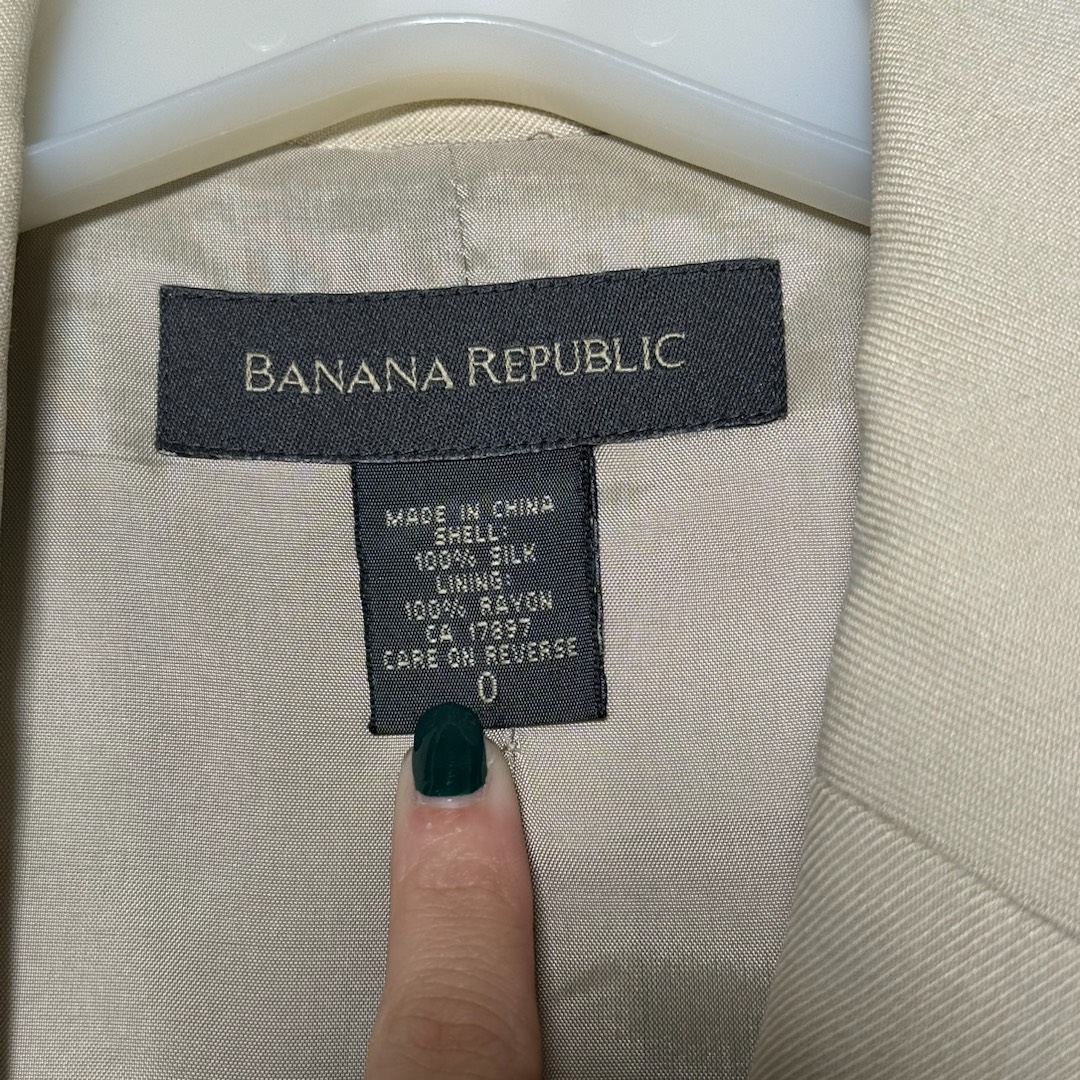 BANANA REPUBLIC
MADE IN CHINA
SHELL:
100% SILK
LINING:
100% RAYON
CA 17897
CARE ON REVERSE
0